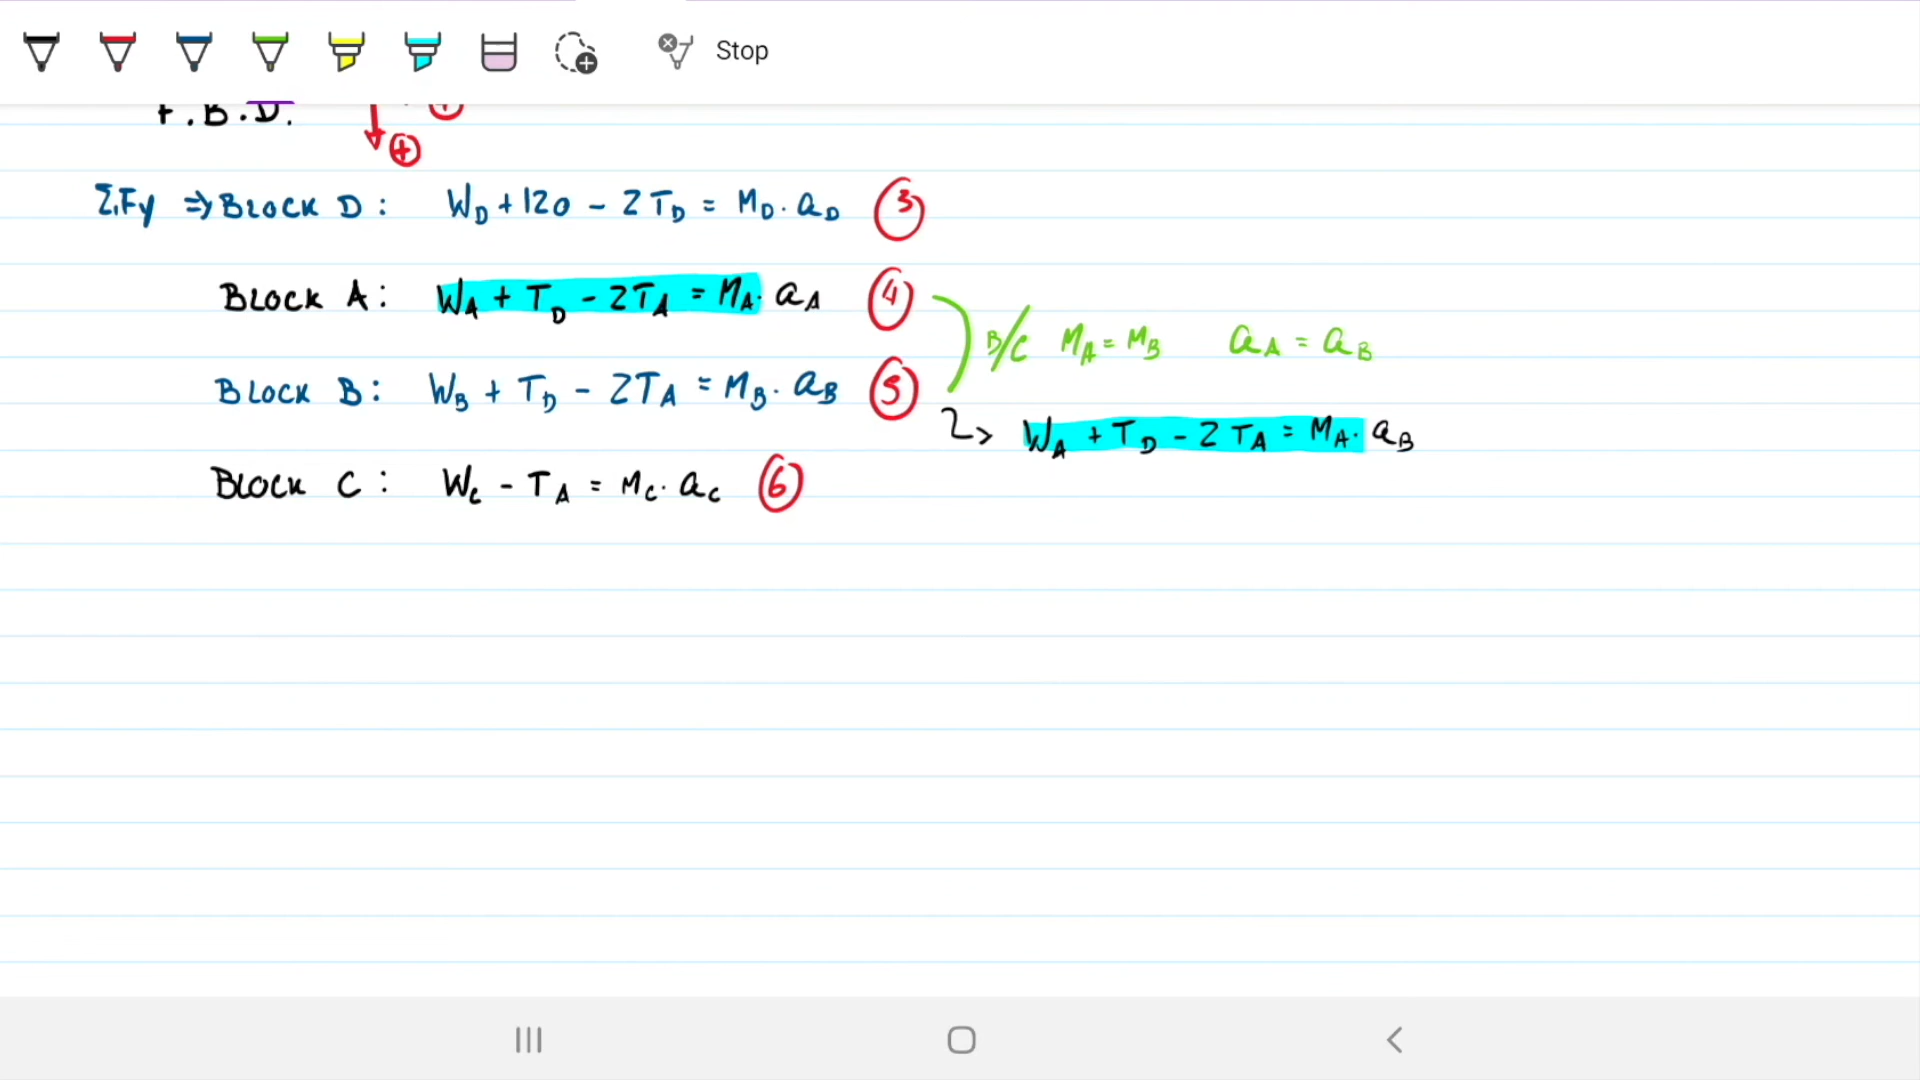 Stop
F.B.D. +
+
ΣFy ⇒ BLOCK D: W_D + 120 - 2T_D = M_D · a_D 3
BLOCK A: W_A + T_D - 2T_A = M_A · a_A 4
B/C M_A = M_B a_A = a_B
BLOCK B: W_B + T_D - 2T_A = M_B · a_B 5
W_A + T_D - 2T_A = M_A · a_B
BLOCK C: W_C - T_A = M_C · a_C 6